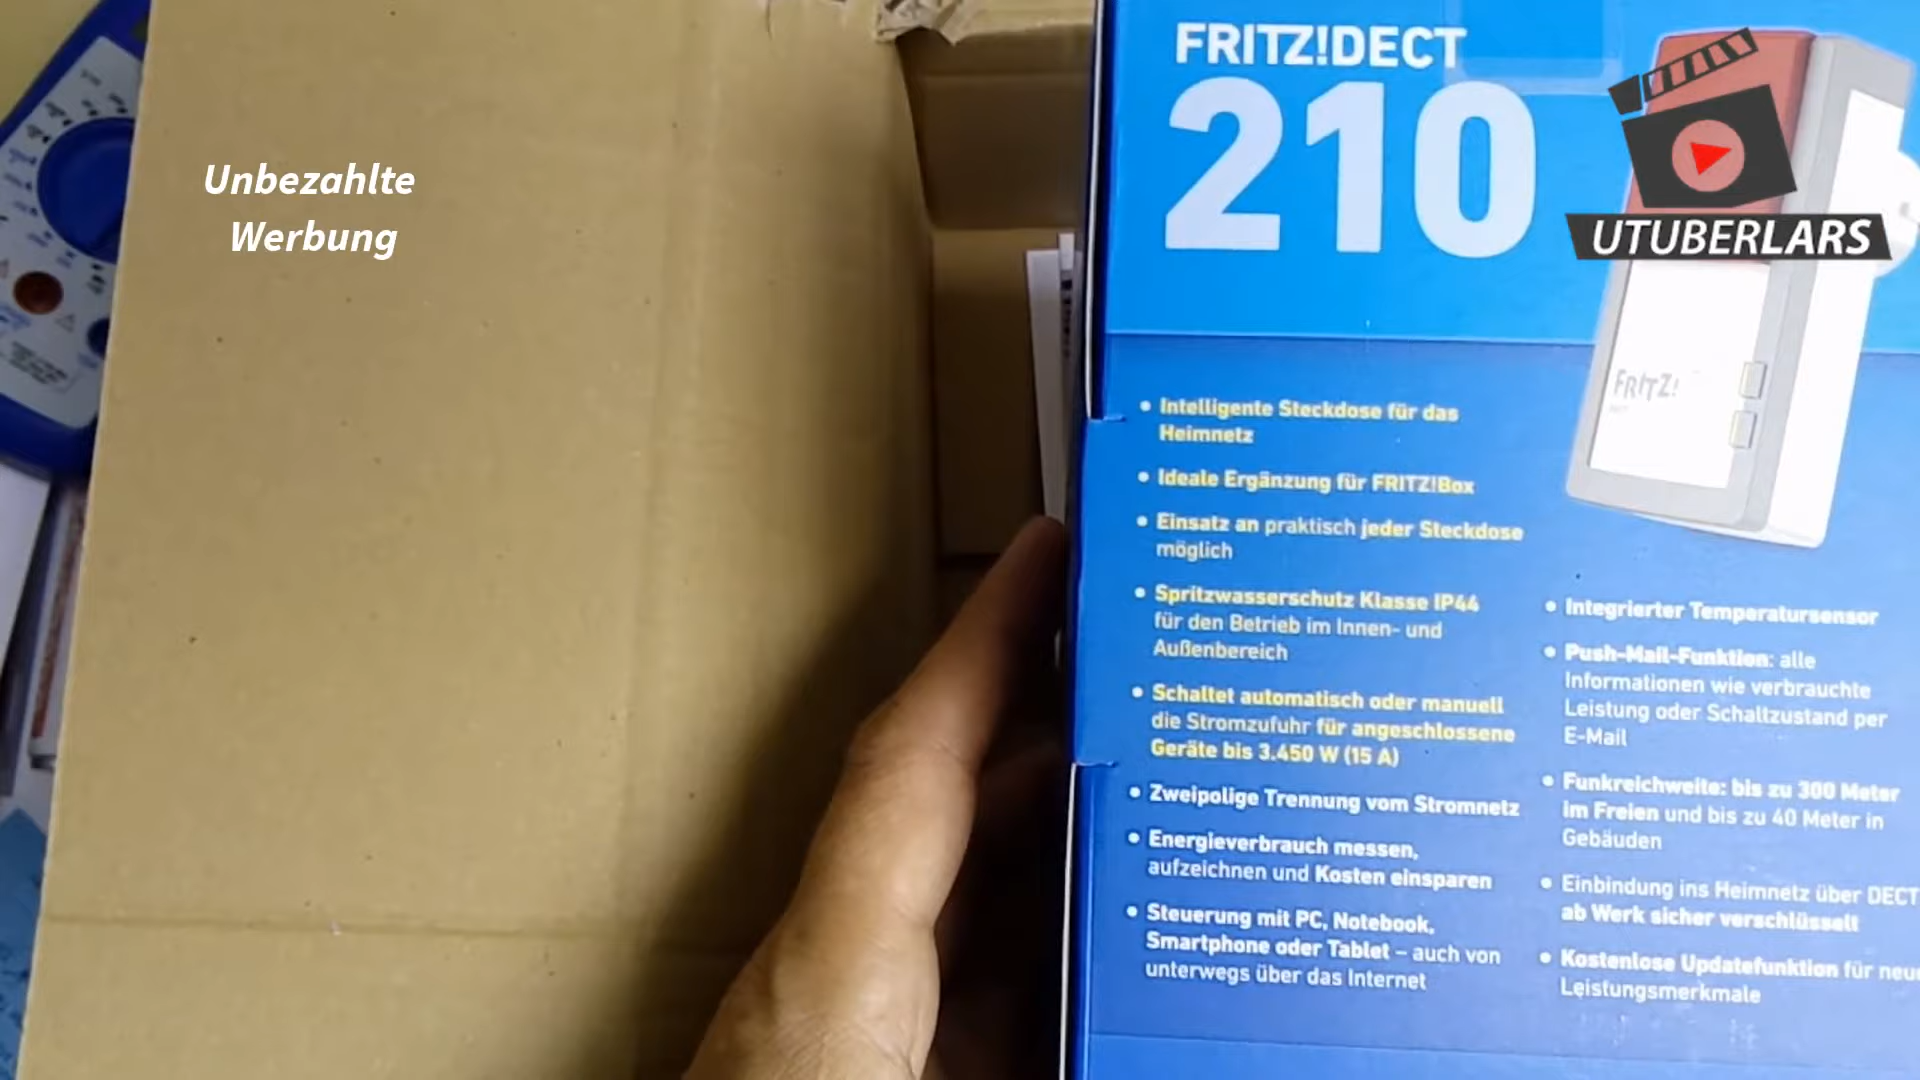 Unbezahlte
Werbung
FRITZ!DECT
210
UTUBERLARS
FRITZ!
Intelligente Steckdose für das
Heimnetz
Ideale Ergänzung für FRITZ!Box
Einsatz an praktisch jeder Steckdose
möglich
Spritzwasserschutz Klasse IP44
für den Betrieb im Innen- und
Außenbereich
Schaltet automatisch oder manuell
die Stromzufuhr für angeschlossene
Geräte bis 3.450 W (15 A)
Zweipolige Trennung vom Stromnetz
Energieverbrauch messen,
aufzeichnen und Kosten einsparen
Steuerung mit PC, Notebook,
Smartphone oder Tablet – auch von
unterwegs über das Internet
Integrierter Temperatursensor
Push-Mail-Funktion: alle
Informationen wie verbrauchte
Leistung oder Schaltzustand per
E-Mail
Funkreichweite: bis zu 300 Meter
im Freien und bis zu 40 Meter in
Gebäuden
Einbindung ins Heimnetz über DECT
ab Werk sicher verschlüsselt
Kostenlose Updatefunktion für neue
Leistungsmerkmale